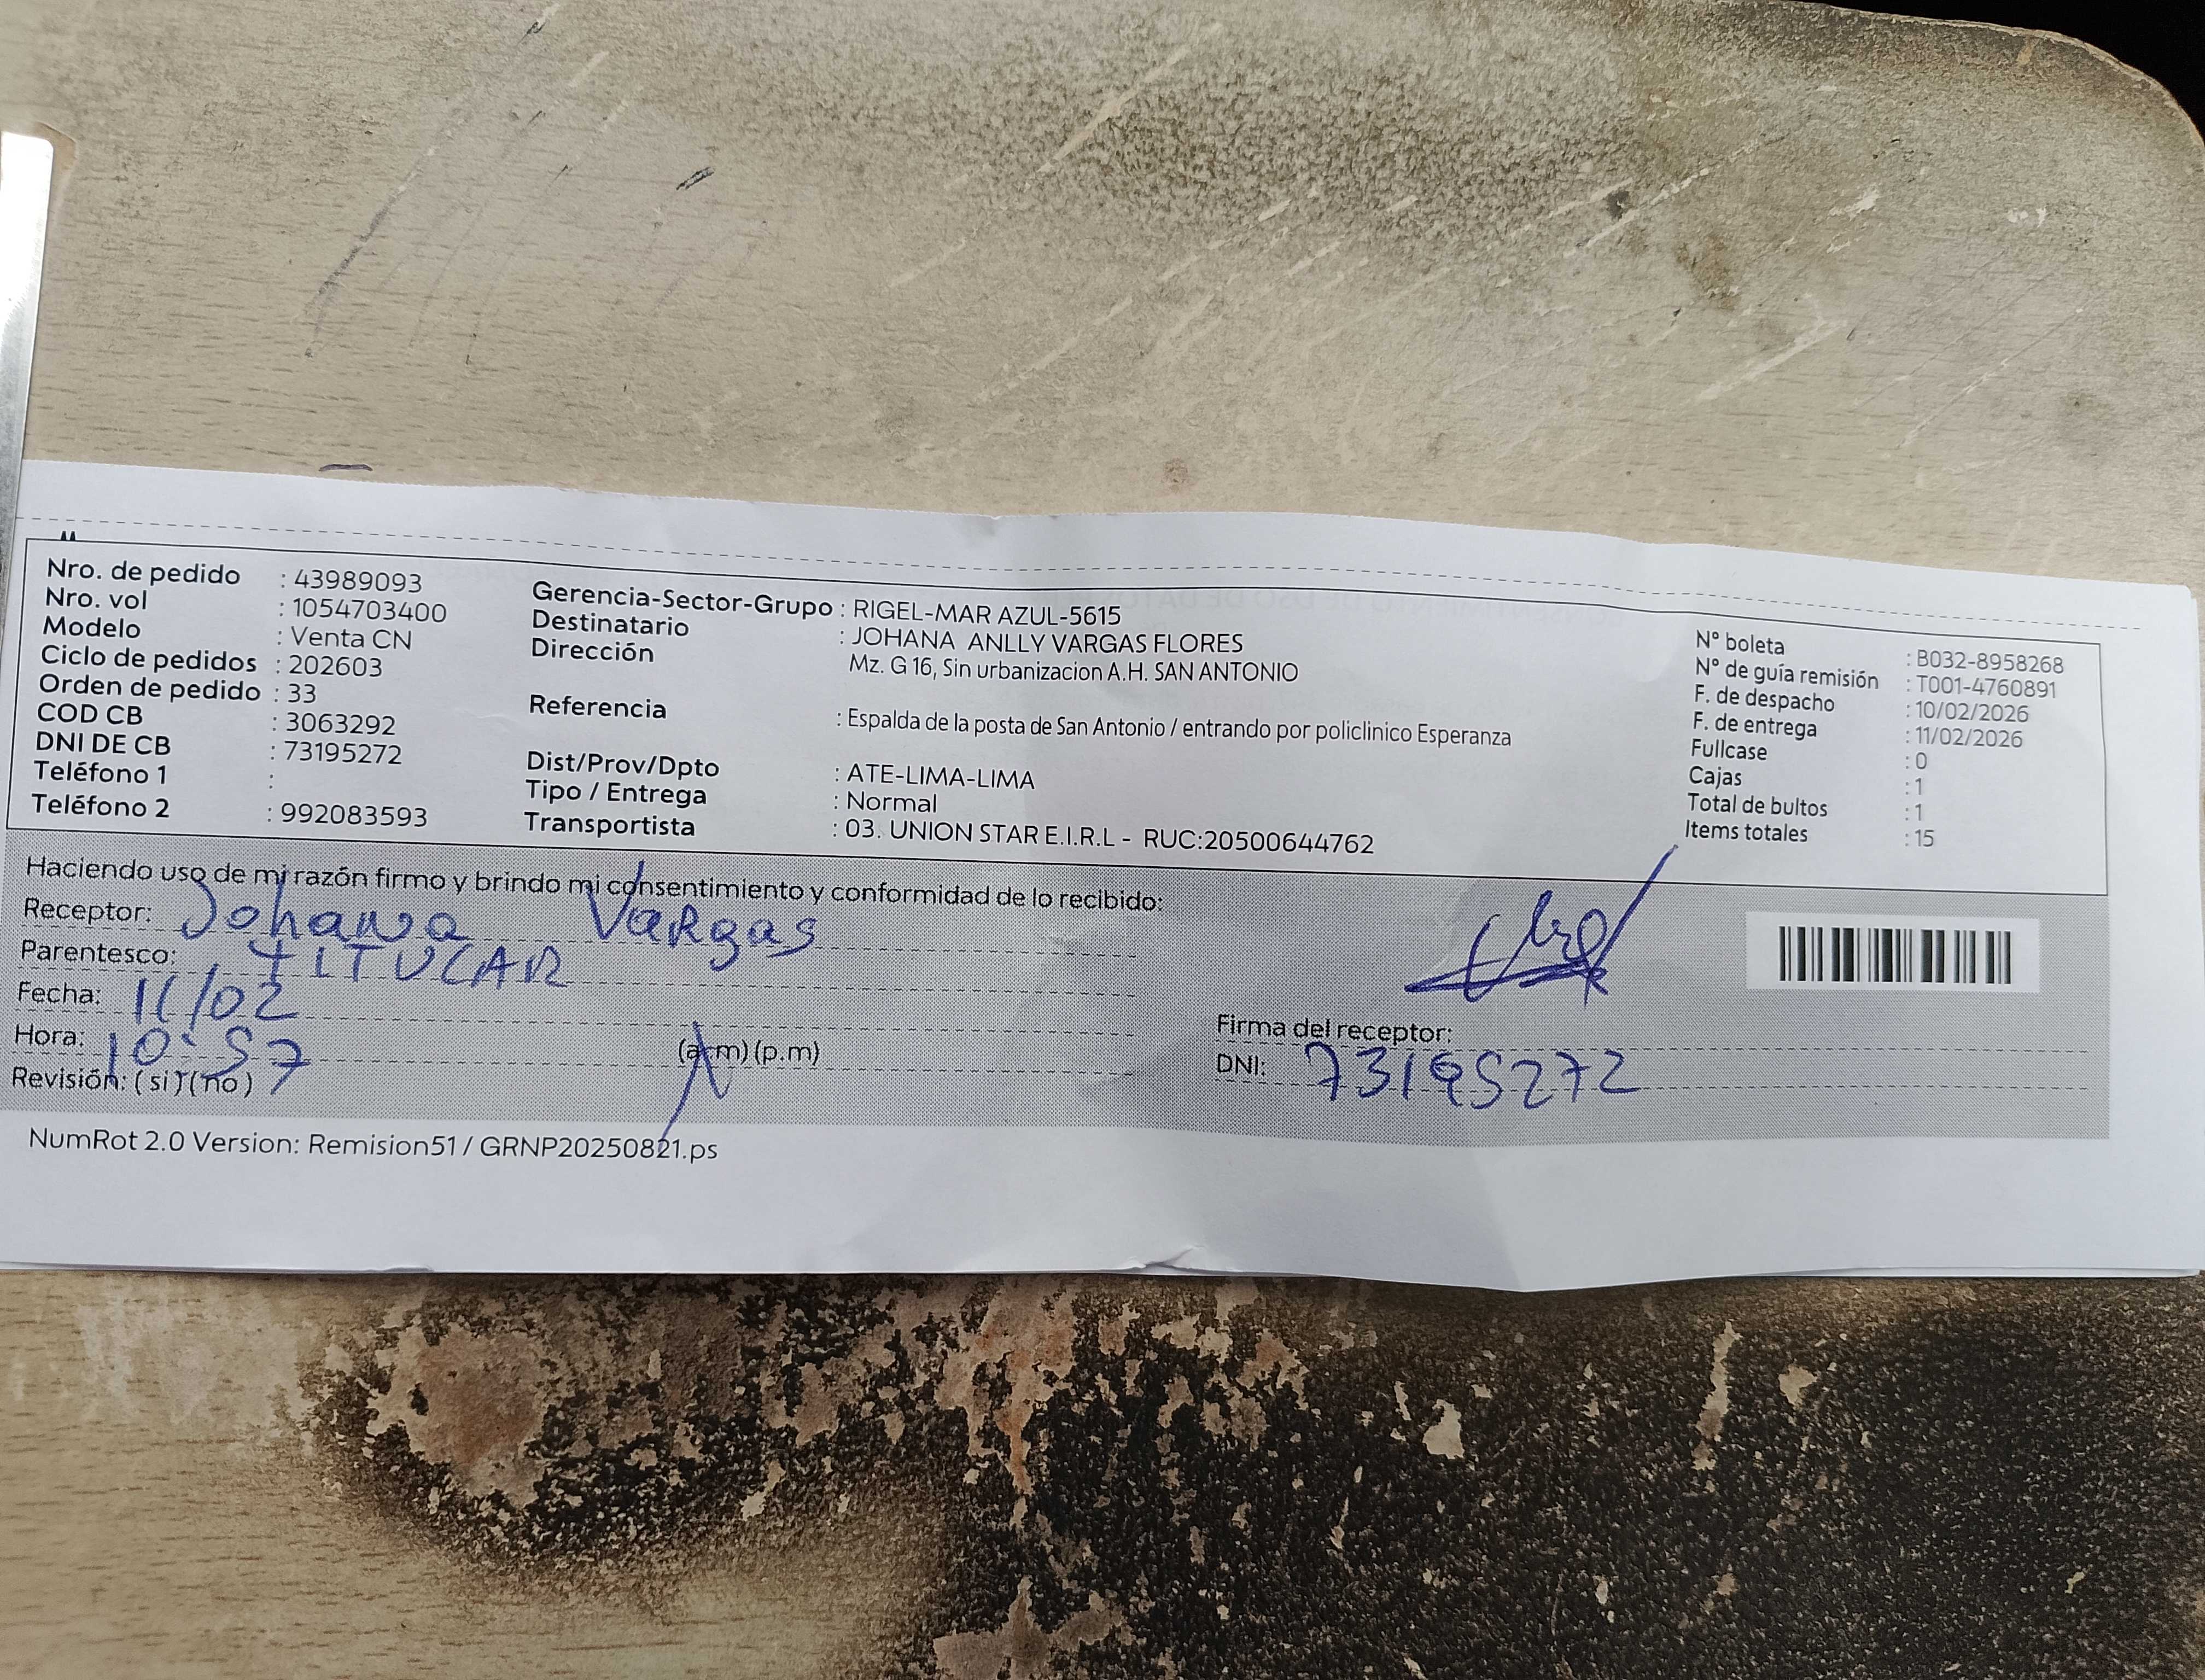 Nro. de pedido : 43989093
Nro. vol : 1054703400
Modelo : Venta CN
Ciclo de pedidos : 202603
Orden de pedido : 33
COD CB : 3063292
DNI DE CB : 73195272
Teléfono 1 :
Teléfono 2 : 992083593
Gerencia-Sector-Grupo : RIGEL-MAR AZUL-5615
Destinatario : JOHANA ANLLY VARGAS FLORES
Dirección Mz. G 16, Sin urbanizacion A.H. SAN ANTONIO
Referencia : Espalda de la posta de San Antonio / entrando por policlinico Esperanza
Dist/Prov/Dpto : ATE-LIMA-LIMA
Tipo / Entrega : Normal
Transportista : 03. UNION STAR E.I.R.L - RUC:20500644762
N° boleta : B032-8958268
N° de guía remisión : T001-4760891
F. de despacho : 10/02/2026
F. de entrega : 11/02/2026
Fullcase : 0
Cajas : 1
Total de bultos : 1
Items totales : 15
Haciendo uso de mi razón firmo y brindo mi consentimiento y conformidad de lo recibido:
Receptor: Johana Vargas
Parentesco: TITULAR
Fecha: 11/02
Hora: 10:57 (a.m) (p.m)
Revisión: (si) (no)
Firma del receptor:
DNI: 73195272
NumRot 2.0 Version: Remision51 / GRNP20250821.ps